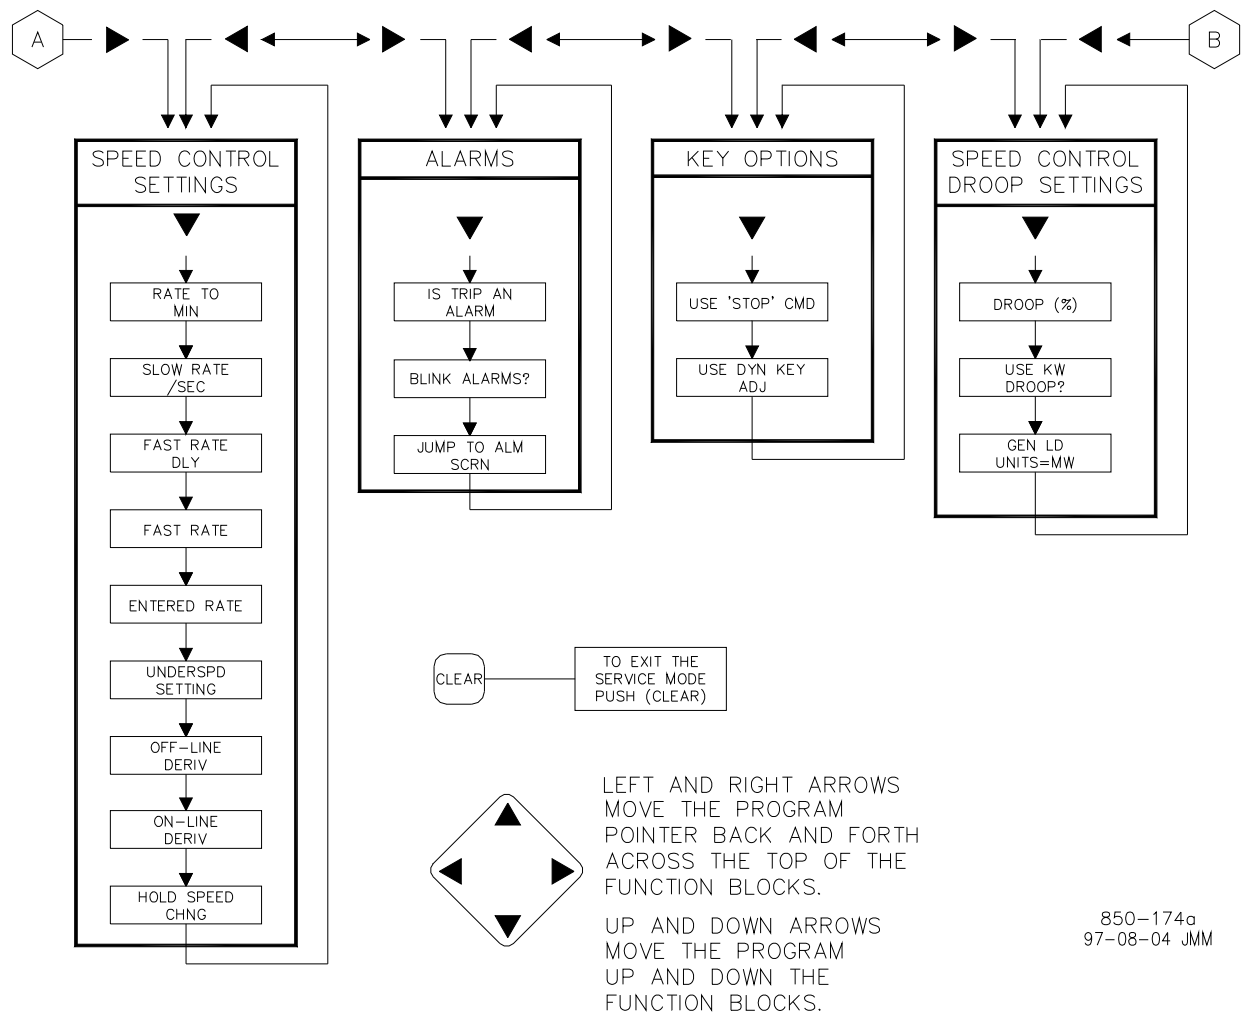 A
B
SPEED CONTROL
SETTINGS
RATE TO
MIN
SLOW RATE
/SEC
FAST RATE
DLY
FAST RATE
ENTERED RATE
UNDERSPD
SETTING
OFF-LINE
DERIV
ON-LINE
DERIV
HOLD SPEED
CHNG
ALARMS
IS TRIP AN
ALARM
BLINK ALARMS?
JUMP TO ALM
SCRN
KEY OPTIONS
USE 'STOP' CMD
USE DYN KEY
ADJ
SPEED CONTROL
DROOP SETTINGS
DROOP (%)
USE KW
DROOP?
GEN LD
UNITS=MW
CLEAR
TO EXIT THE
SERVICE MODE
PUSH (CLEAR)
LEFT AND RIGHT ARROWS
MOVE THE PROGRAM
POINTER BACK AND FORTH
ACROSS THE TOP OF THE
FUNCTION BLOCKS.
UP AND DOWN ARROWS
MOVE THE PROGRAM
UP AND DOWN THE
FUNCTION BLOCKS.
850-174a
97-08-04 JMM